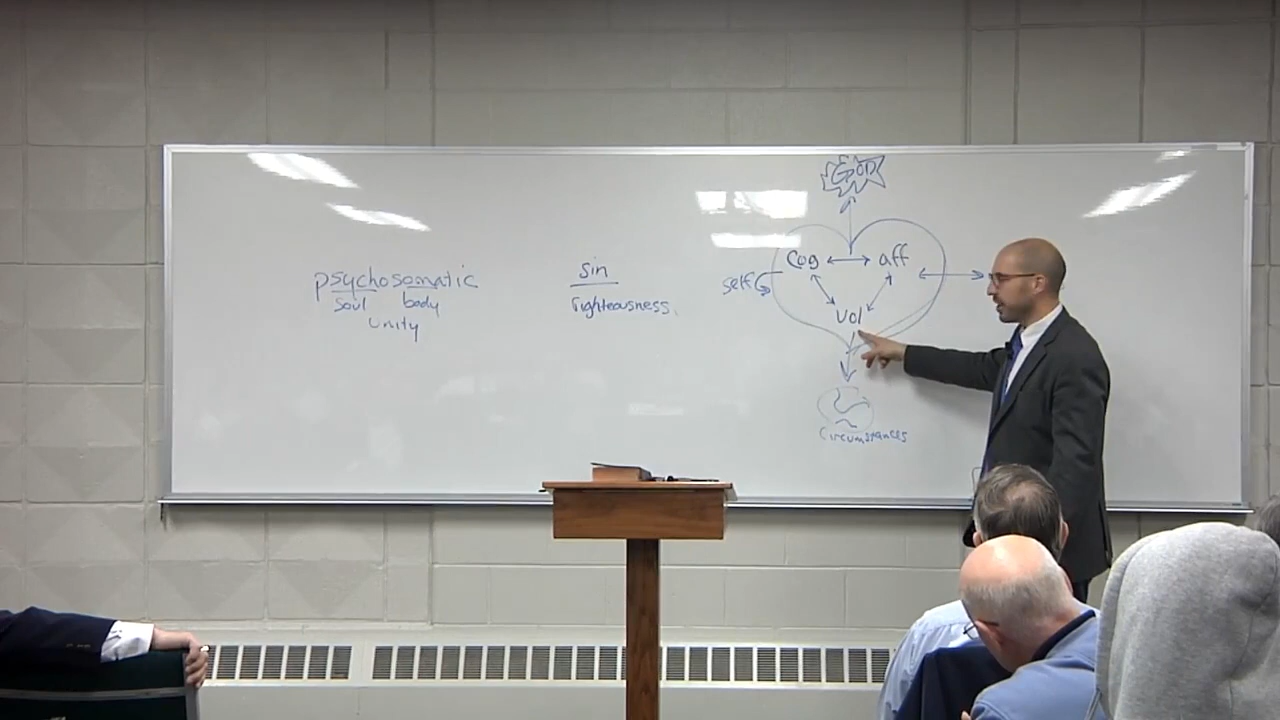 psychosomatic
soul body
unity
sin
righteousness
GOD
Cog aff
self
Vol
Circumstances